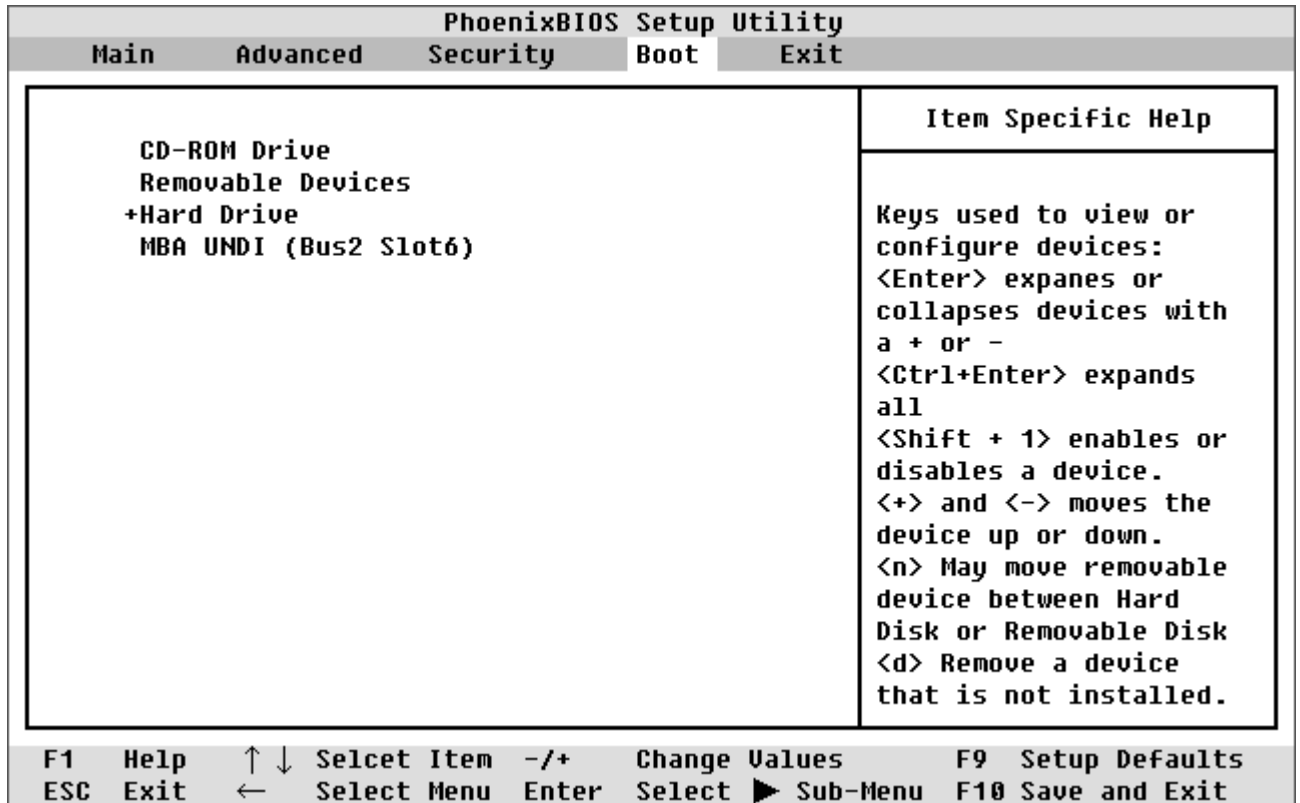 PhoenixBIOS Setup Utility
Main Advanced Security Boot Exit
CD-ROM Drive
Removable Devices
+Hard Drive
MBA UNDI (Bus2 Slot6)
Item Specific Help
Keys used to view or
configure devices:
<Enter> expanes or
collapses devices with
a + or -
<Ctrl+Enter> expands
all
<Shift + 1> enables or
disables a device.
<+> and <-> moves the
device up or down.
<n> May move removable
device between Hard
Disk or Removable Disk
<d> Remove a device
that is not installed.
F1 Help ↑↓ Selcet Item -/+ Change Values F9 Setup Defaults
ESC Exit ← Select Menu Enter Select ▶ Sub-Menu F10 Save and Exit